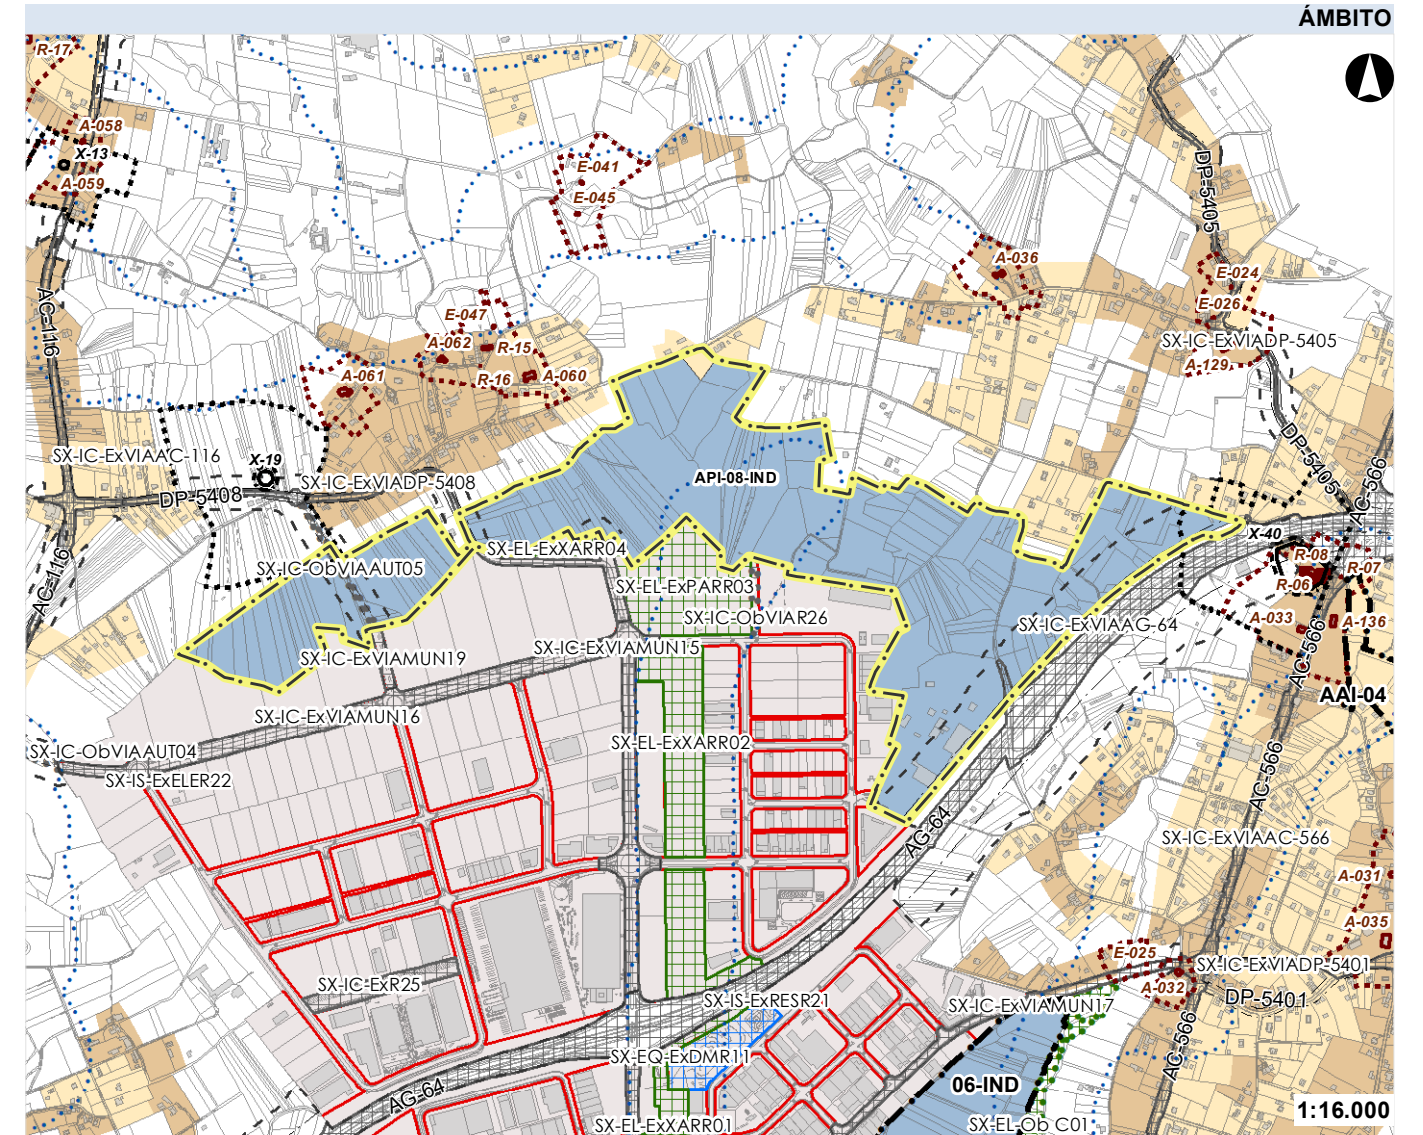 ÁMBITO
R-17
A-058
X-13
A-059
E-041
E-045
DP-5405
A-036
E-024
E-026
SX-IC-ExVIADP-5405
A-129
AC-116
E-047
A-062
R-15
R-16
A-060
A-061
SX-IC-ExVIAAC-116
X-19
DP-5408
SX-IC-ExVIADP-5408
API-08-IND
DP-5405
AC-566
X-40
SX-EL-ExXARR04
SX-IC-ObVIAAUT05
AC-116
SX-EL-ExPARR03
SX-IC-ObVIAR26
R-08
R-07
R-06
A-033
A-136
SX-IC-ExVIAAG-64
SX-IC-ExVIAMUN15
SX-IC-ExVIAMUN19
AC-566
AAI-04
SX-IC-ExVIAMUN16
SX-IC-ObVIAAUT04
SX-EL-ExXARR02
SX-IS-ExELER22
AC-566
AG-64
SX-IC-ExVIAAC-566
A-031
A-035
E-025
SX-IC-ExVIADP-5401
A-032
DP-5401
SX-IC-ExR25
SX-IS-ExRESR21
SX-IC-ExVIAMUN17
AC-566
SX-EQ-ExDMR11
06-IND
AG-64
1:16.000
SX-EL-ExXARR01
SX-EL-Ob C01